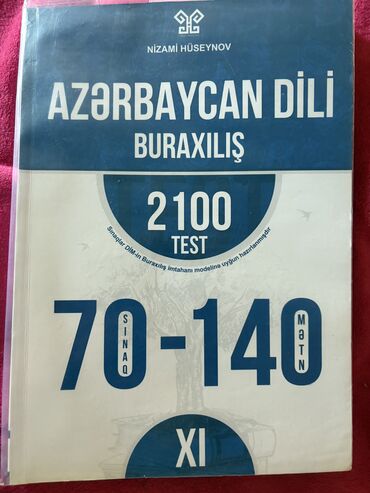 NİZAMİ HÜSEYNOV
AZƏRBAYCAN DİLİ
BURAXILIŞ
2100
TEST
Sınaqlar DİM-in Buraxılış imtahanı modelinə uyğun hazırlanmışdır
70 - 140
SINAQ
MƏTN
XI